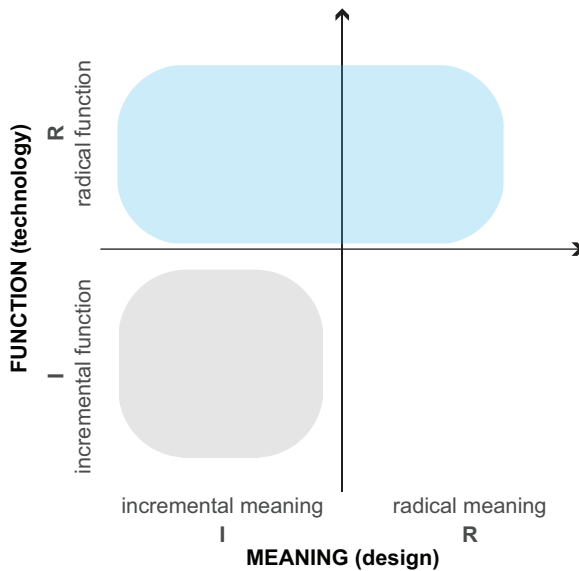 FUNCTION (technology)
R
radical function
I
incremental function
incremental meaning
I
radical meaning
R
MEANING (design)